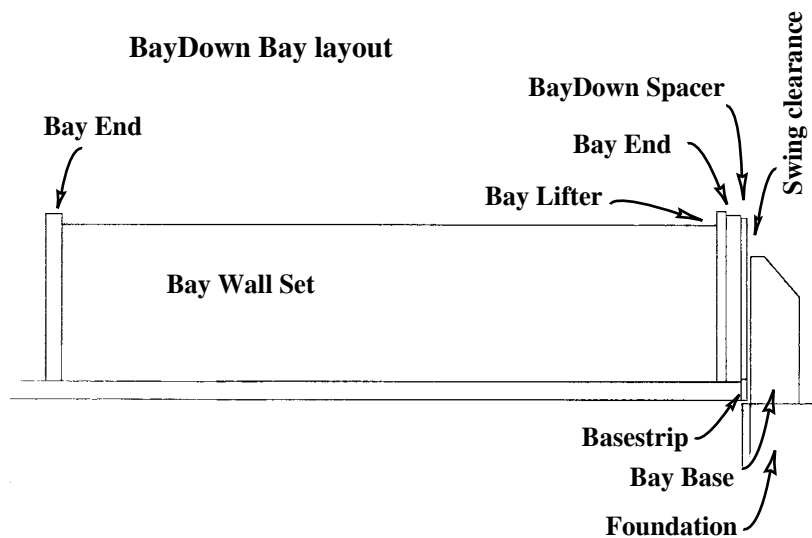 BayDown Bay layout
Swing clearance
BayDown Spacer
Bay End
Bay End
Bay Lifter
Bay Wall Set
Basestrip
Bay Base
Foundation